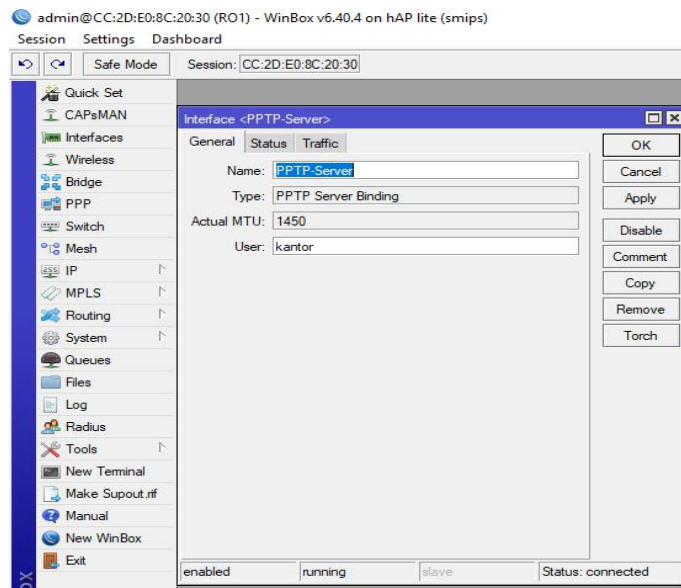 admin@CC:2D:E0:8C:20:30 (RO1) - WinBox v6.40.4 on hAP lite (smips)
Session Settings Dashboard
Safe Mode Session: CC:2D:E0:8C:20:30
Quick Set
CAPsMAN
Interfaces
Wireless
Bridge
PPP
Switch
Mesh
IP
MPLS
Routing
System
Queues
Files
Log
Radius
Tools
New Terminal
Make Supout.rif
Manual
New WinBox
Exit
Interface <PPTP-Server>
General Status Traffic
Name: PPTP-Server
Type: PPTP Server Binding
Actual MTU: 1450
User: kantor
OK
Cancel
Apply
Disable
Comment
Copy
Remove
Torch
enabled running slave Status: connected